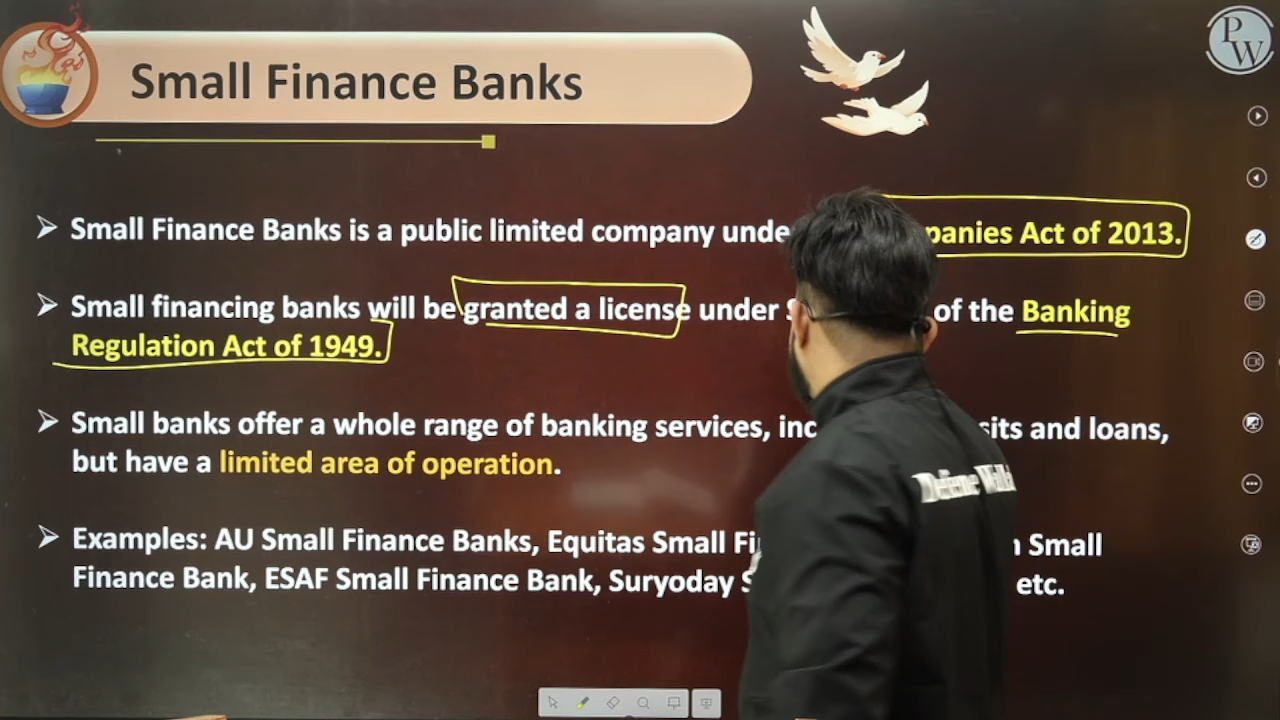 Small Finance Banks
PW
Small Finance Banks is a public limited company unde panies Act of 2013.
Small financing banks will be granted a license under of the Banking
Regulation Act of 1949.
Small banks offer a whole range of banking services, inc sits and loans,
but have a limited area of operation.
Examples: AU Small Finance Banks, Equitas Small Fi Small
Finance Bank, ESAF Small Finance Bank, Suryoday S etc.